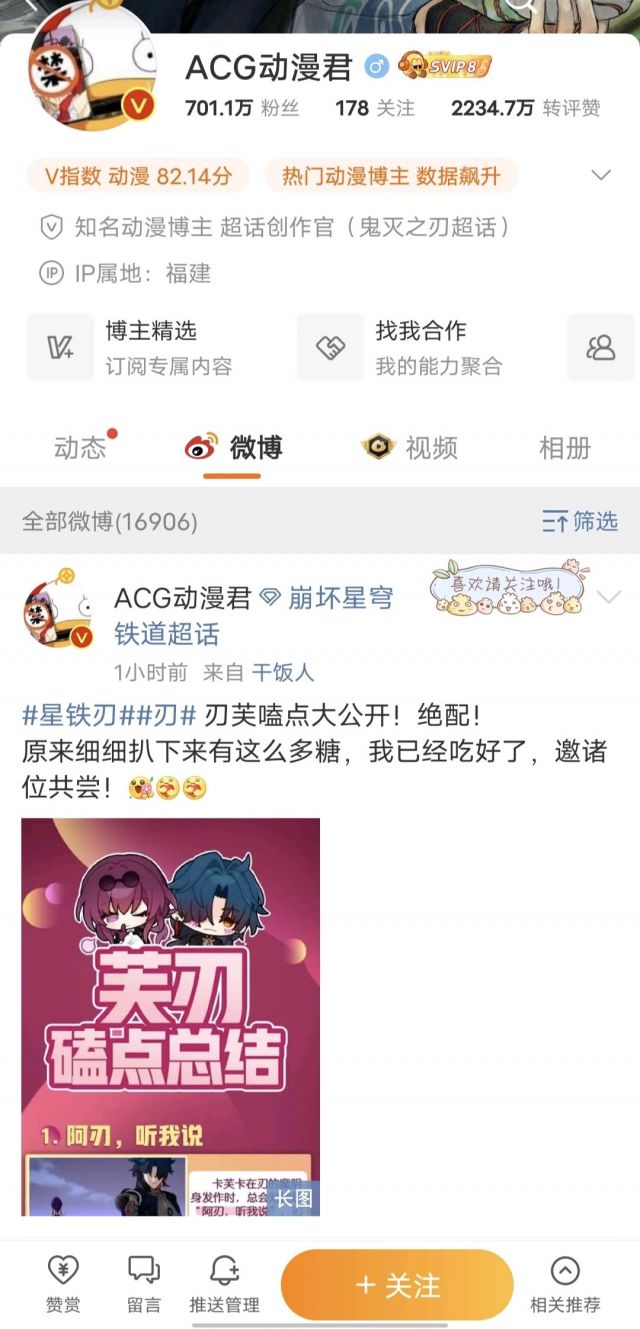 ACG动漫君 SVIP8
701.1万 粉丝 178 关注 2234.7万 转评赞
V指数 动漫 82.14分 热门动漫博主 数据飙升
知名动漫博主 超话创作官（鬼灭之刃超话）
IP IP属地：福建
博主精选 找我合作
订阅专属内容 我的能力聚合
动态 微博 视频 相册
全部微博(16906) 筛选
ACG动漫君 崩坏星穹 喜欢请关注哦!
铁道超话
1小时前 来自 干饭人
#星铁刃##刃# 刃芙嗑点大公开！绝配！
原来细细扒下来有这么多糖，我已经吃好了，邀诸
位共尝！
芙刃
磕点总结
1. 阿刃，听我说
卡芙卡在刃的魔阴
身发作时，总会
"阿刃，听我说"
长图
+ 关注
赞赏 留言 推送管理 相关推荐